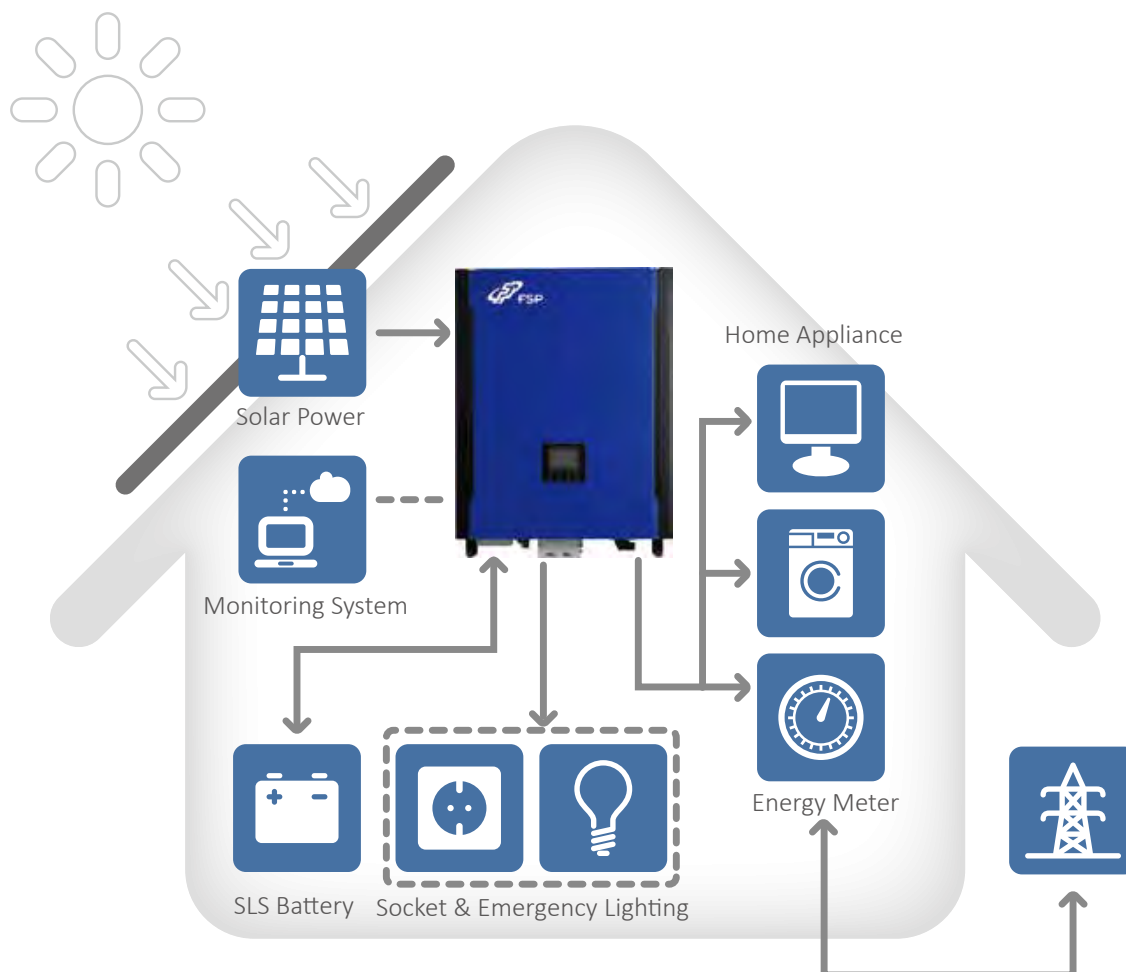 FSP
Home Appliance
Solar Power
Monitoring System
Energy Meter
SLS Battery
Socket & Emergency Lighting